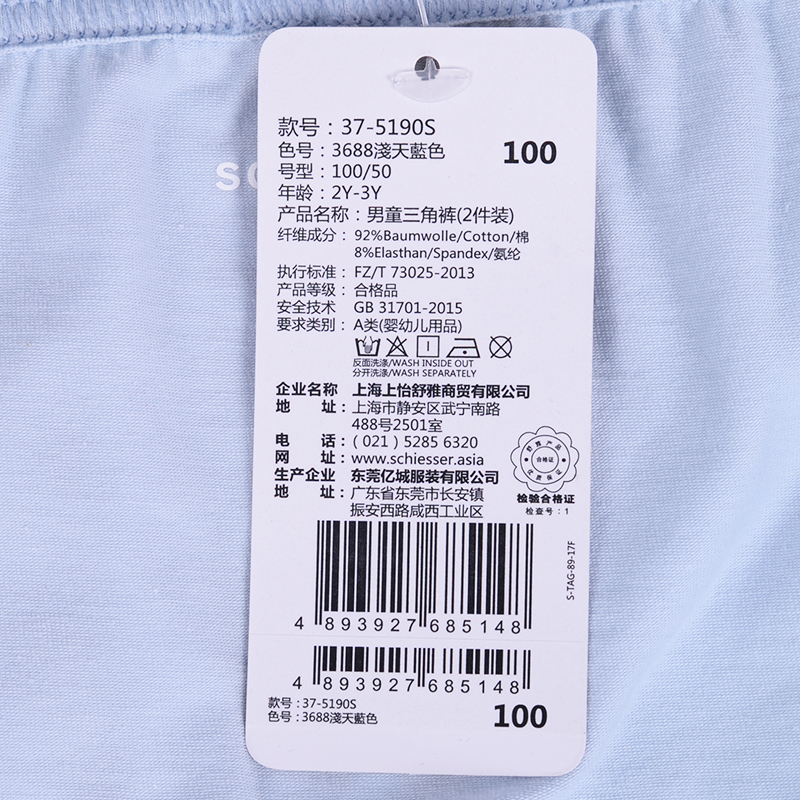 SC
款号：37-5190S
色号：3688淺天藍色
100
号型：100/50
年龄：2Y-3Y
产品名称：男童三角裤(2件装)
纤维成分：92%Baumwolle/Cotton/棉
8%Elasthan/Spandex/氨纶
执行标准：FZ/T 73025-2013
产品等级：合格品
安全技术 GB 31701-2015
要求类别：A类(婴幼儿用品)
反面洗涤/WASH INSIDE OUT
分开洗涤/WASH SEPARATELY
企业名称 上海上怡舒雅商贸有限公司
地 址：上海市静安区武宁南路
488号2501室
电 话：（021）5285 6320
网 址：www.schiesser.asia
生产企业 东莞亿城服装有限公司
地 址：广东省东莞市长安镇
振安西路咸西工业区
舒雅产品
合格证
优质保证
检验合格证
检查号：1
S-TAG-89-17F
4 893927 685148
4 893927 685148
款号：37-5190S
色号：3688淺天藍色
100